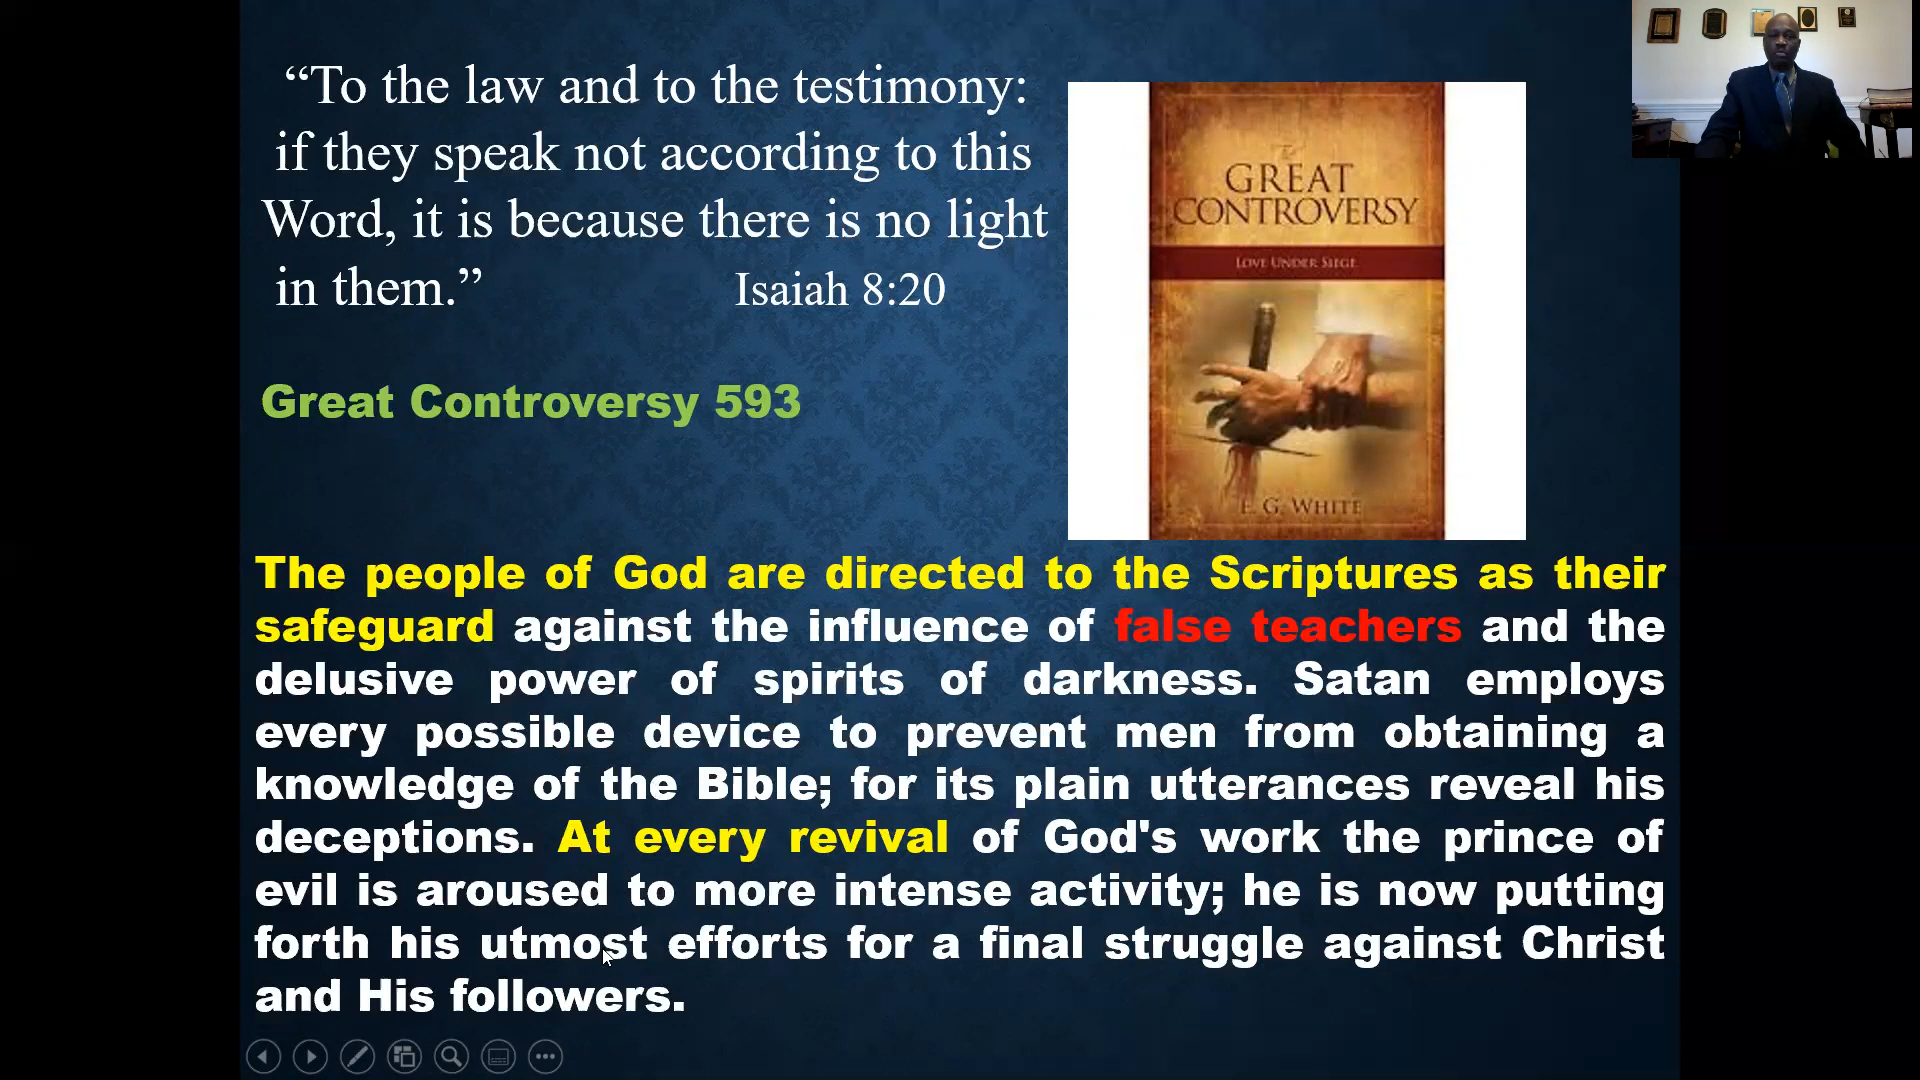 “To the law and to the testimony:
if they speak not according to this
Word, it is because there is no light
in them.” Isaiah 8:20
The
GREAT
CONTROVERSY
LOVE UNDER SIEGE
E. G. WHITE
Great Controversy 593
The people of God are directed to the Scriptures as their
safeguard against the influence of false teachers and the
delusive power of spirits of darkness. Satan employs
every possible device to prevent men from obtaining a
knowledge of the Bible; for its plain utterances reveal his
deceptions. At every revival of God's work the prince of
evil is aroused to more intense activity; he is now putting
forth his utmost efforts for a final struggle against Christ
and His followers.